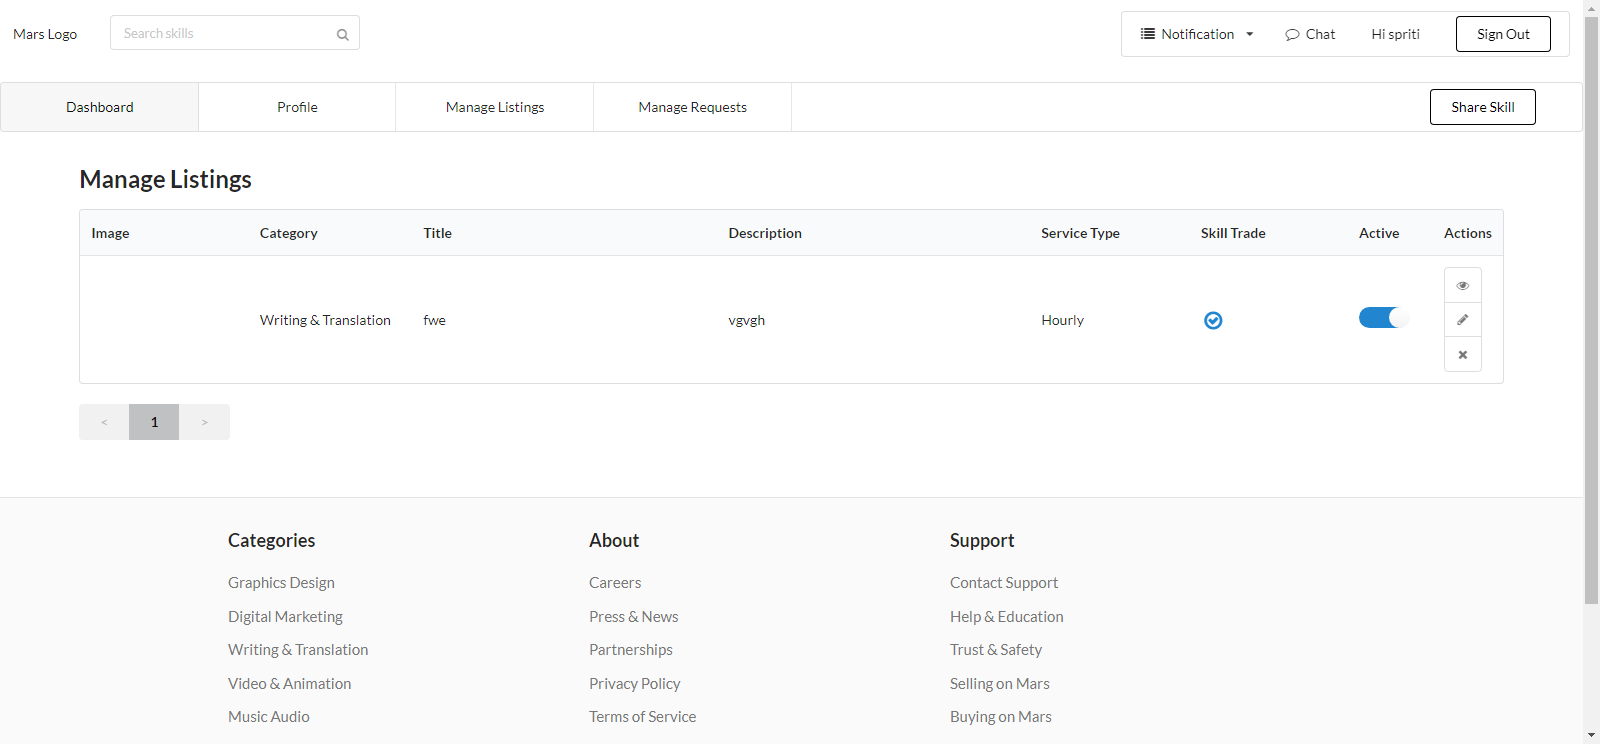 Mars Logo
Search skills
Notification
Chat
Hi spriti
Sign Out
Dashboard
Profile
Manage Listings
Manage Requests
Share Skill
Manage Listings
Image Category Title Description Service Type Skill Trade Active Actions
Writing & Translation fwe vgvgh Hourly
< 1 >
Categories
Graphics Design
Digital Marketing
Writing & Translation
Video & Animation
Music Audio
About
Careers
Press & News
Partnerships
Privacy Policy
Terms of Service
Support
Contact Support
Help & Education
Trust & Safety
Selling on Mars
Buying on Mars